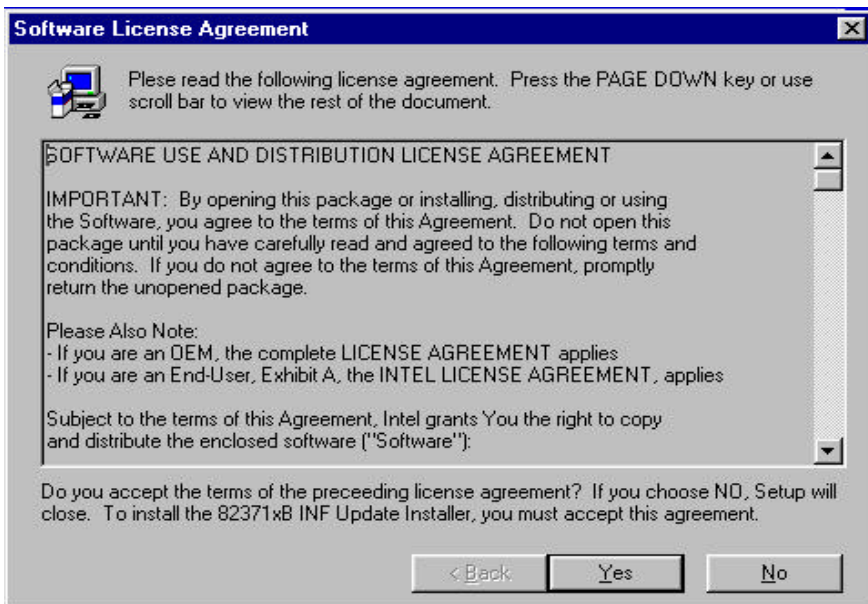 Software License Agreement
Plese read the following license agreement. Press the PAGE DOWN key or use
scroll bar to view the rest of the document.
SOFTWARE USE AND DISTRIBUTION LICENSE AGREEMENT
IMPORTANT: By opening this package or installing, distributing or using
the Software, you agree to the terms of this Agreement. Do not open this
package until you have carefully read and agreed to the following terms and
conditions. If you do not agree to the terms of this Agreement, promptly
return the unopened package.
Please Also Note:
- If you are an OEM, the complete LICENSE AGREEMENT applies
- If you are an End-User, Exhibit A, the INTEL LICENSE AGREEMENT, applies
Subject to the terms of this Agreement, Intel grants You the right to copy
and distribute the enclosed software ("Software"):
Do you accept the terms of the preceeding license agreement? If you choose NO, Setup will
close. To install the 82371xB INF Update Installer, you must accept this agreement.
< Back
Yes
No